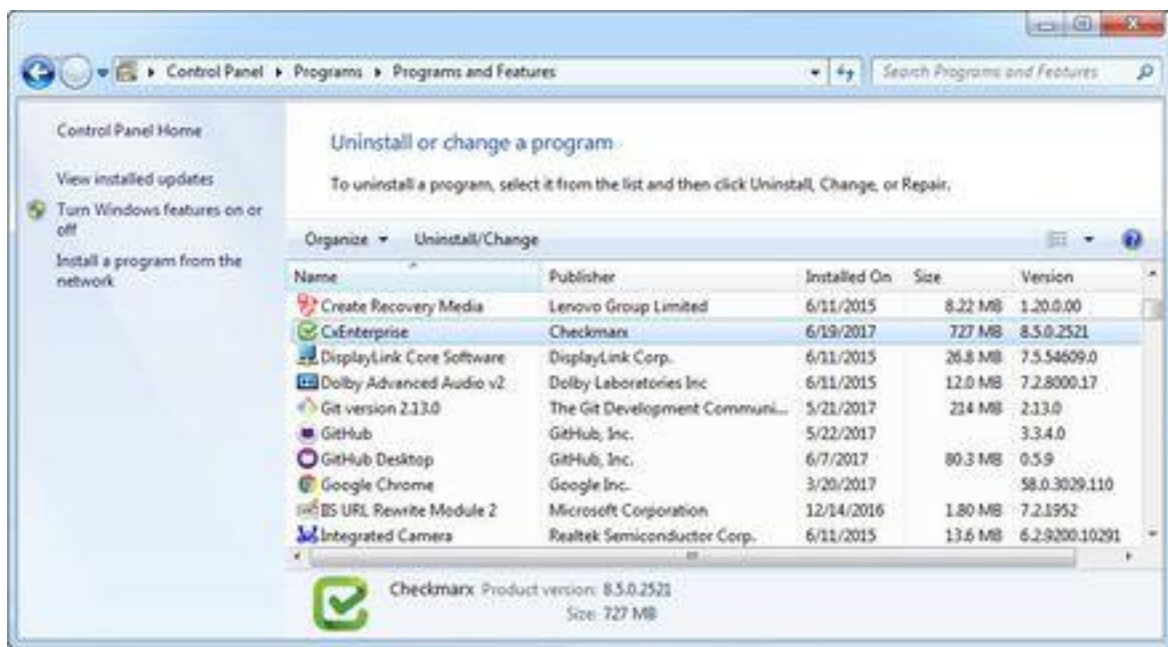 Control Panel ▸ Programs ▸ Programs and Features
Search Programs and Features
Control Panel Home
View installed updates
Turn Windows features on or
off
Install a program from the
network
Uninstall or change a program
To uninstall a program, select it from the list and then click Uninstall, Change, or Repair.
Organize Uninstall/Change
Name Publisher Installed On Size Version
Create Recovery Media Lenovo Group Limited 6/11/2015 8.22 MB 1.20.0.00
CxEnterprise Checkmarx 6/19/2017 727 MB 8.5.0.2521
DisplayLink Core Software DisplayLink Corp. 6/11/2015 26.8 MB 7.5.54609.0
Dolby Advanced Audio v2 Dolby Laboratories Inc 6/11/2015 12.0 MB 7.2.8000.17
Git version 2.13.0 The Git Development Communi... 5/21/2017 214 MB 2.13.0
GitHub GitHub, Inc. 5/22/2017 3.3.4.0
GitHub Desktop GitHub, Inc. 6/7/2017 80.3 MB 0.5.9
Google Chrome Google Inc. 3/20/2017 58.0.3029.110
IIS URL Rewrite Module 2 Microsoft Corporation 12/14/2016 1.80 MB 7.2.1952
Integrated Camera Realtek Semiconductor Corp. 6/11/2015 13.6 MB 6.2.9200.10291
Checkmarx Product version: 8.5.0.2521
Size: 727 MB